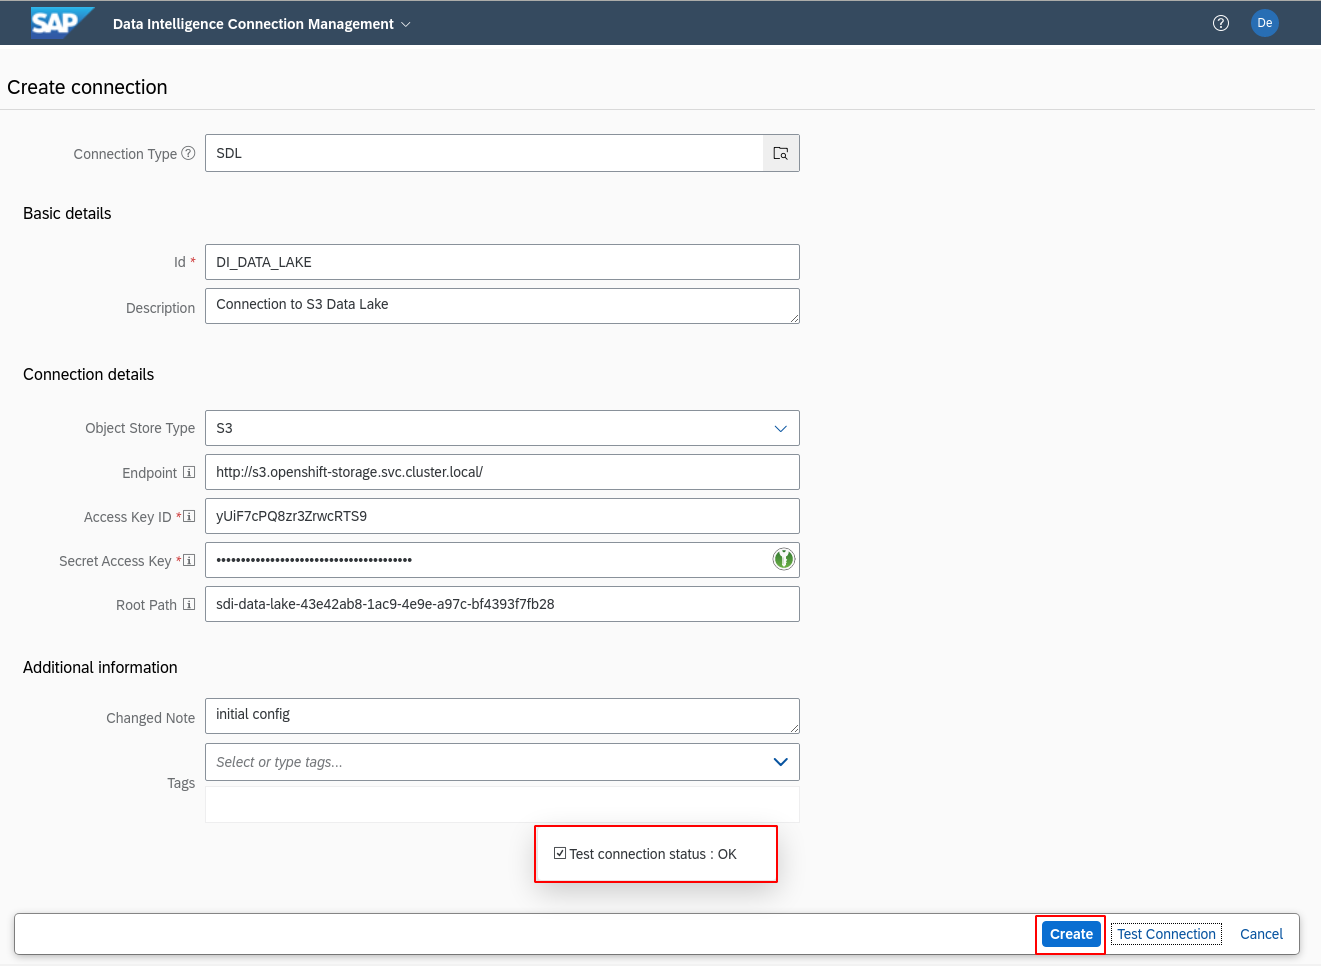 SAP Data Intelligence Connection Management
De
Create connection
Connection Type SDL
Basic details
Id * DI_DATA_LAKE
Description Connection to S3 Data Lake
Connection details
Object Store Type S3
Endpoint http://s3.openshift-storage.svc.cluster.local/
Access Key ID * yUiF7cPQ8zr3ZrwcRTS9
Secret Access Key * ••••••••••••••••••••••••••••••••••••••••
Root Path sdi-data-lake-43e42ab8-1ac9-4e9e-a97c-bf4393f7fb28
Additional information
Changed Note initial config
Select or type tags...
Tags
Test connection status : OK
Create Test Connection Cancel